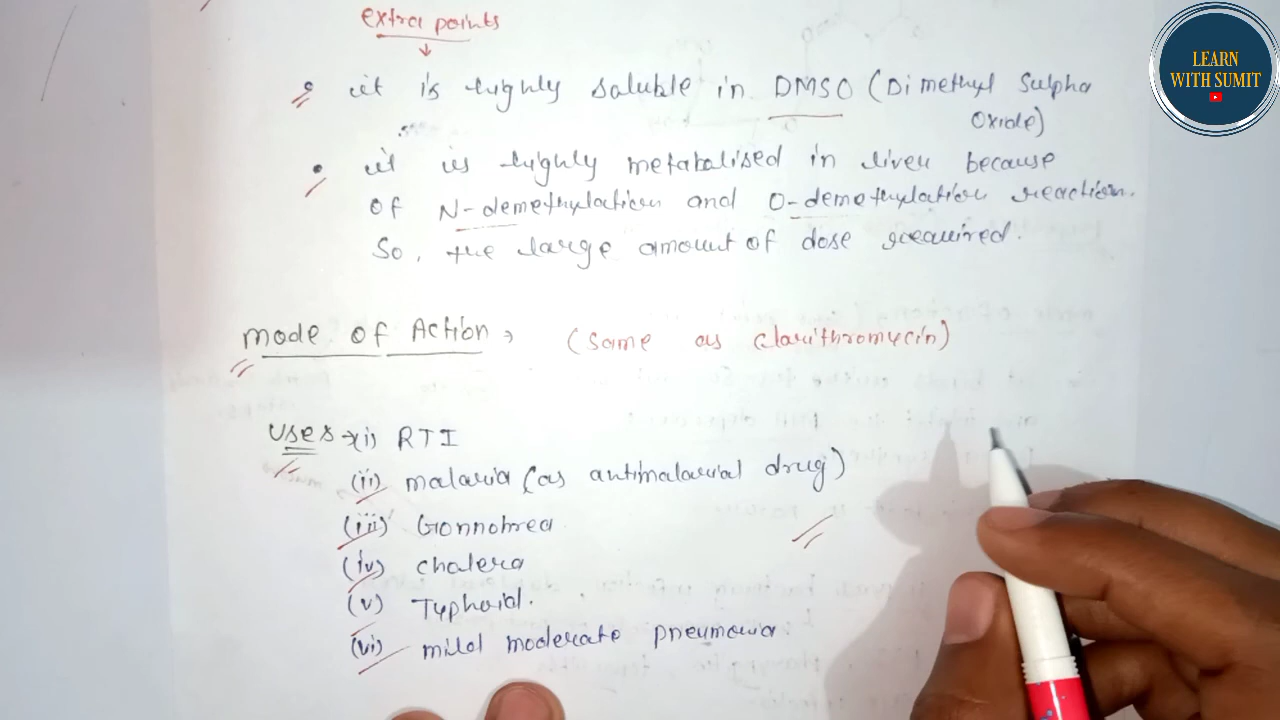 extra points
it is highly soluble in DMSO (Dimethyl Sulpha
Oxide)
it is highly metabolised in liver because
of N-demethylation and O-demethylation reaction.
So, the large amount of dose required.
mode of Action, (same as clarithromycin)
Uses → (i) RTI
(ii) malaria (as antimalarial drug)
(iii) Gonnohrea
(iv) cholera
(v) Typhoid.
(vi) mild moderate pneumonia.
LEARN
WITH SUMIT